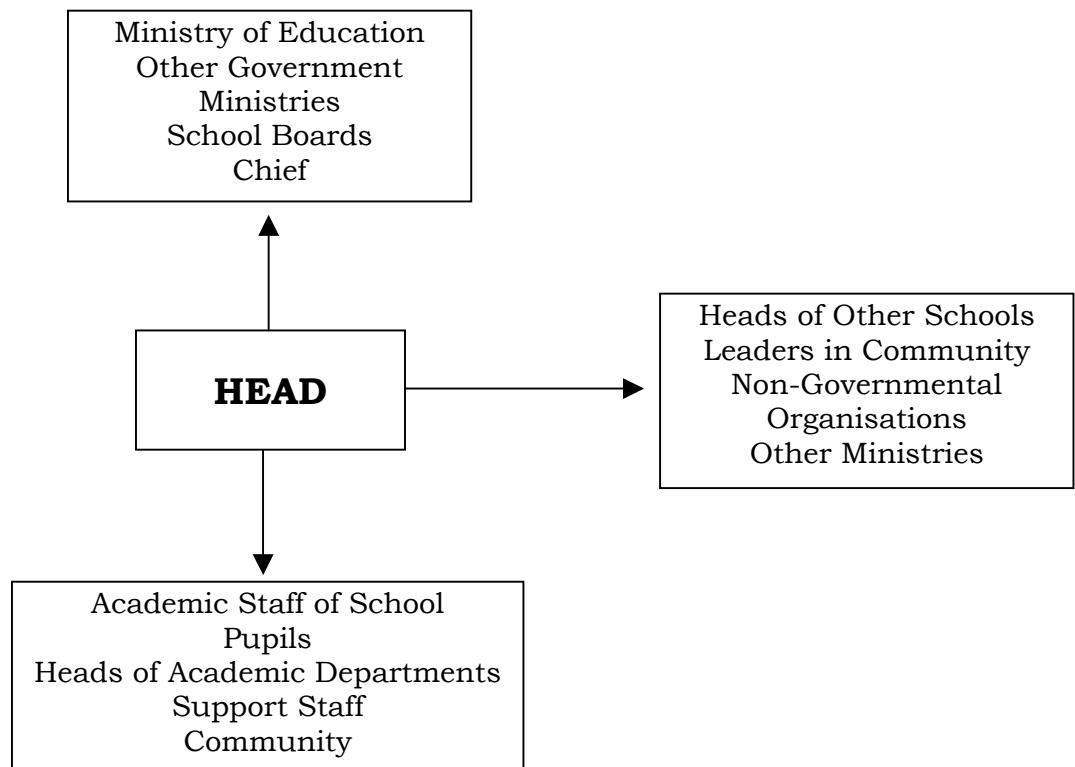 Ministry of Education
Other Government
Ministries
School Boards
Chief
HEAD
Heads of Other Schools
Leaders in Community
Non-Governmental
Organisations
Other Ministries
Academic Staff of School
Pupils
Heads of Academic Departments
Support Staff
Community